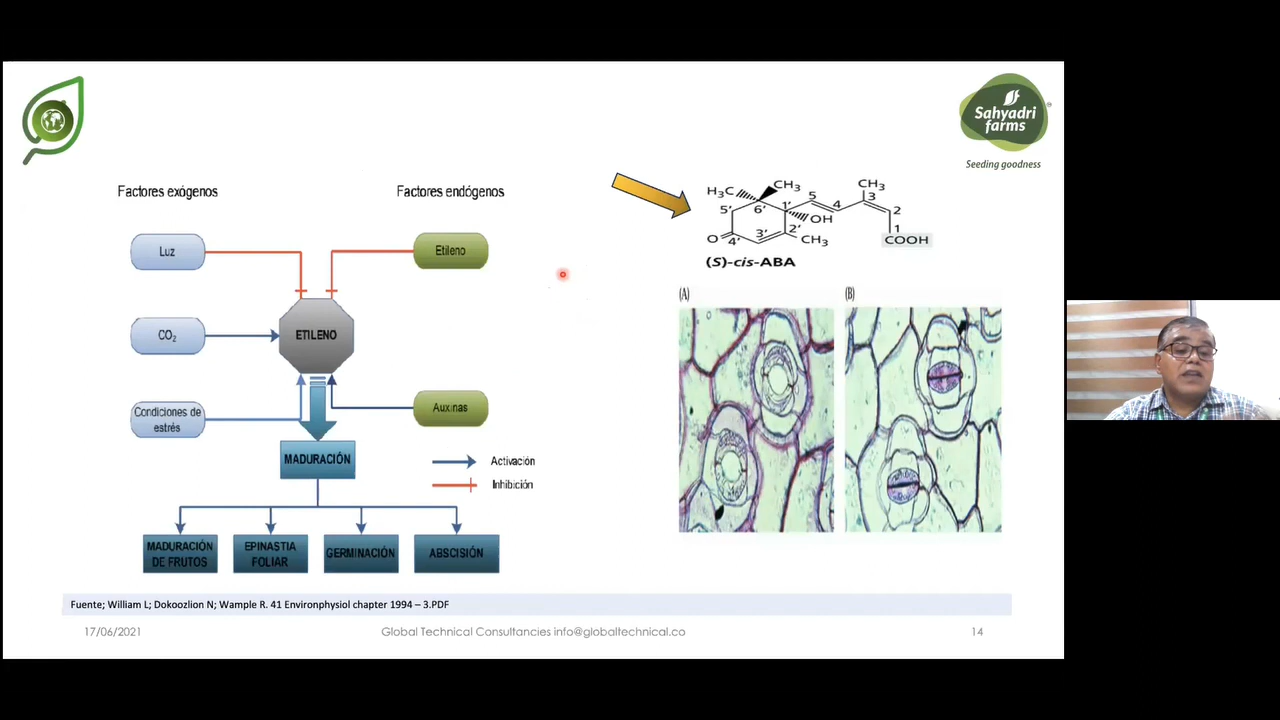 Sahyadri
farms
Seeding goodness
Factores exógenos
Factores endógenos
Luz
Etileno
CO₂
ETILENO
Condiciones de
estrés
Auxinas
MADURACIÓN
Activación
Inhibición
MADURACIÓN
DE FRUTOS
EPINASTIA
FOLIAR
GERMINACIÓN
ABSCISIÓN
H₃C
CH₃
CH₃
5
3
4
2
5′
6′
1′
OH
1
O
4′
3′
2′
CH₃
COOH
(S)-cis-ABA
(A)
(B)
Fuente; William L; Dokoozlion N; Wample R. 41 Environphysiol chapter 1994 – 3.PDF
17/06/2021
Global Technical Consultancies info@globaltechnical.co
14